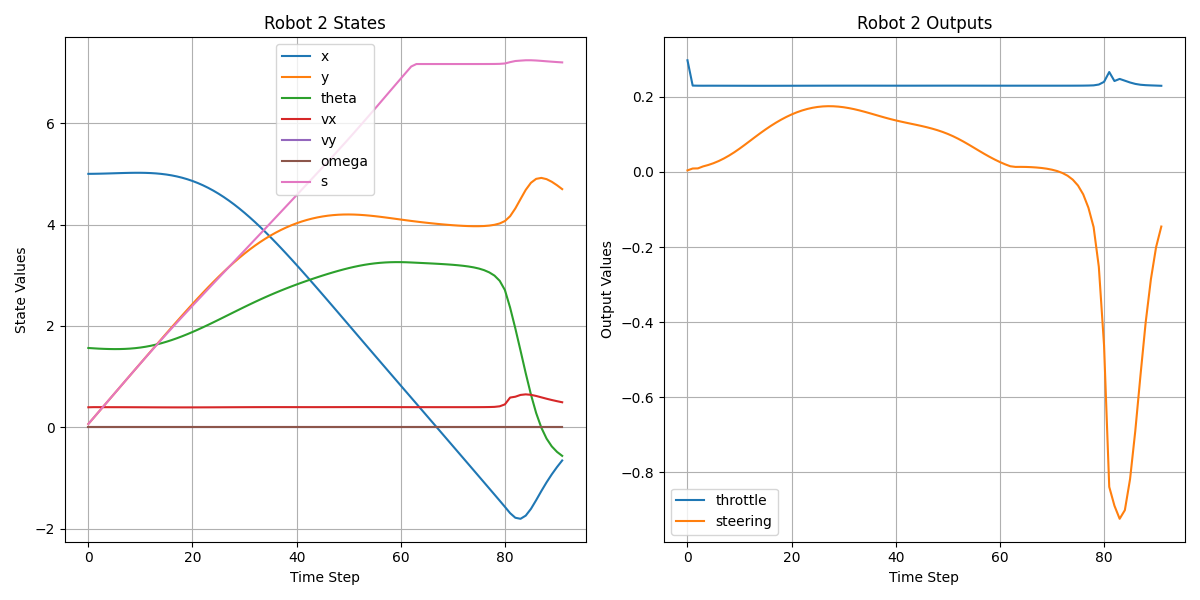 Robot 2 States
State Values
6
4
2
0
−2
x
y
theta
vx
vy
omega
s
0 20 40 60 80
Time Step
Robot 2 Outputs
Output Values
0.2
0.0
−0.2
−0.4
−0.6
−0.8
throttle
steering
0 20 40 60 80
Time Step